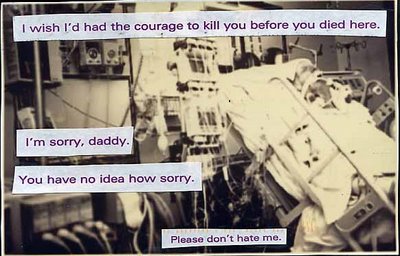 I wish I'd had the courage to kill you before you died here.
I'm sorry, daddy.
You have no idea how sorry.
Please don't hate me.